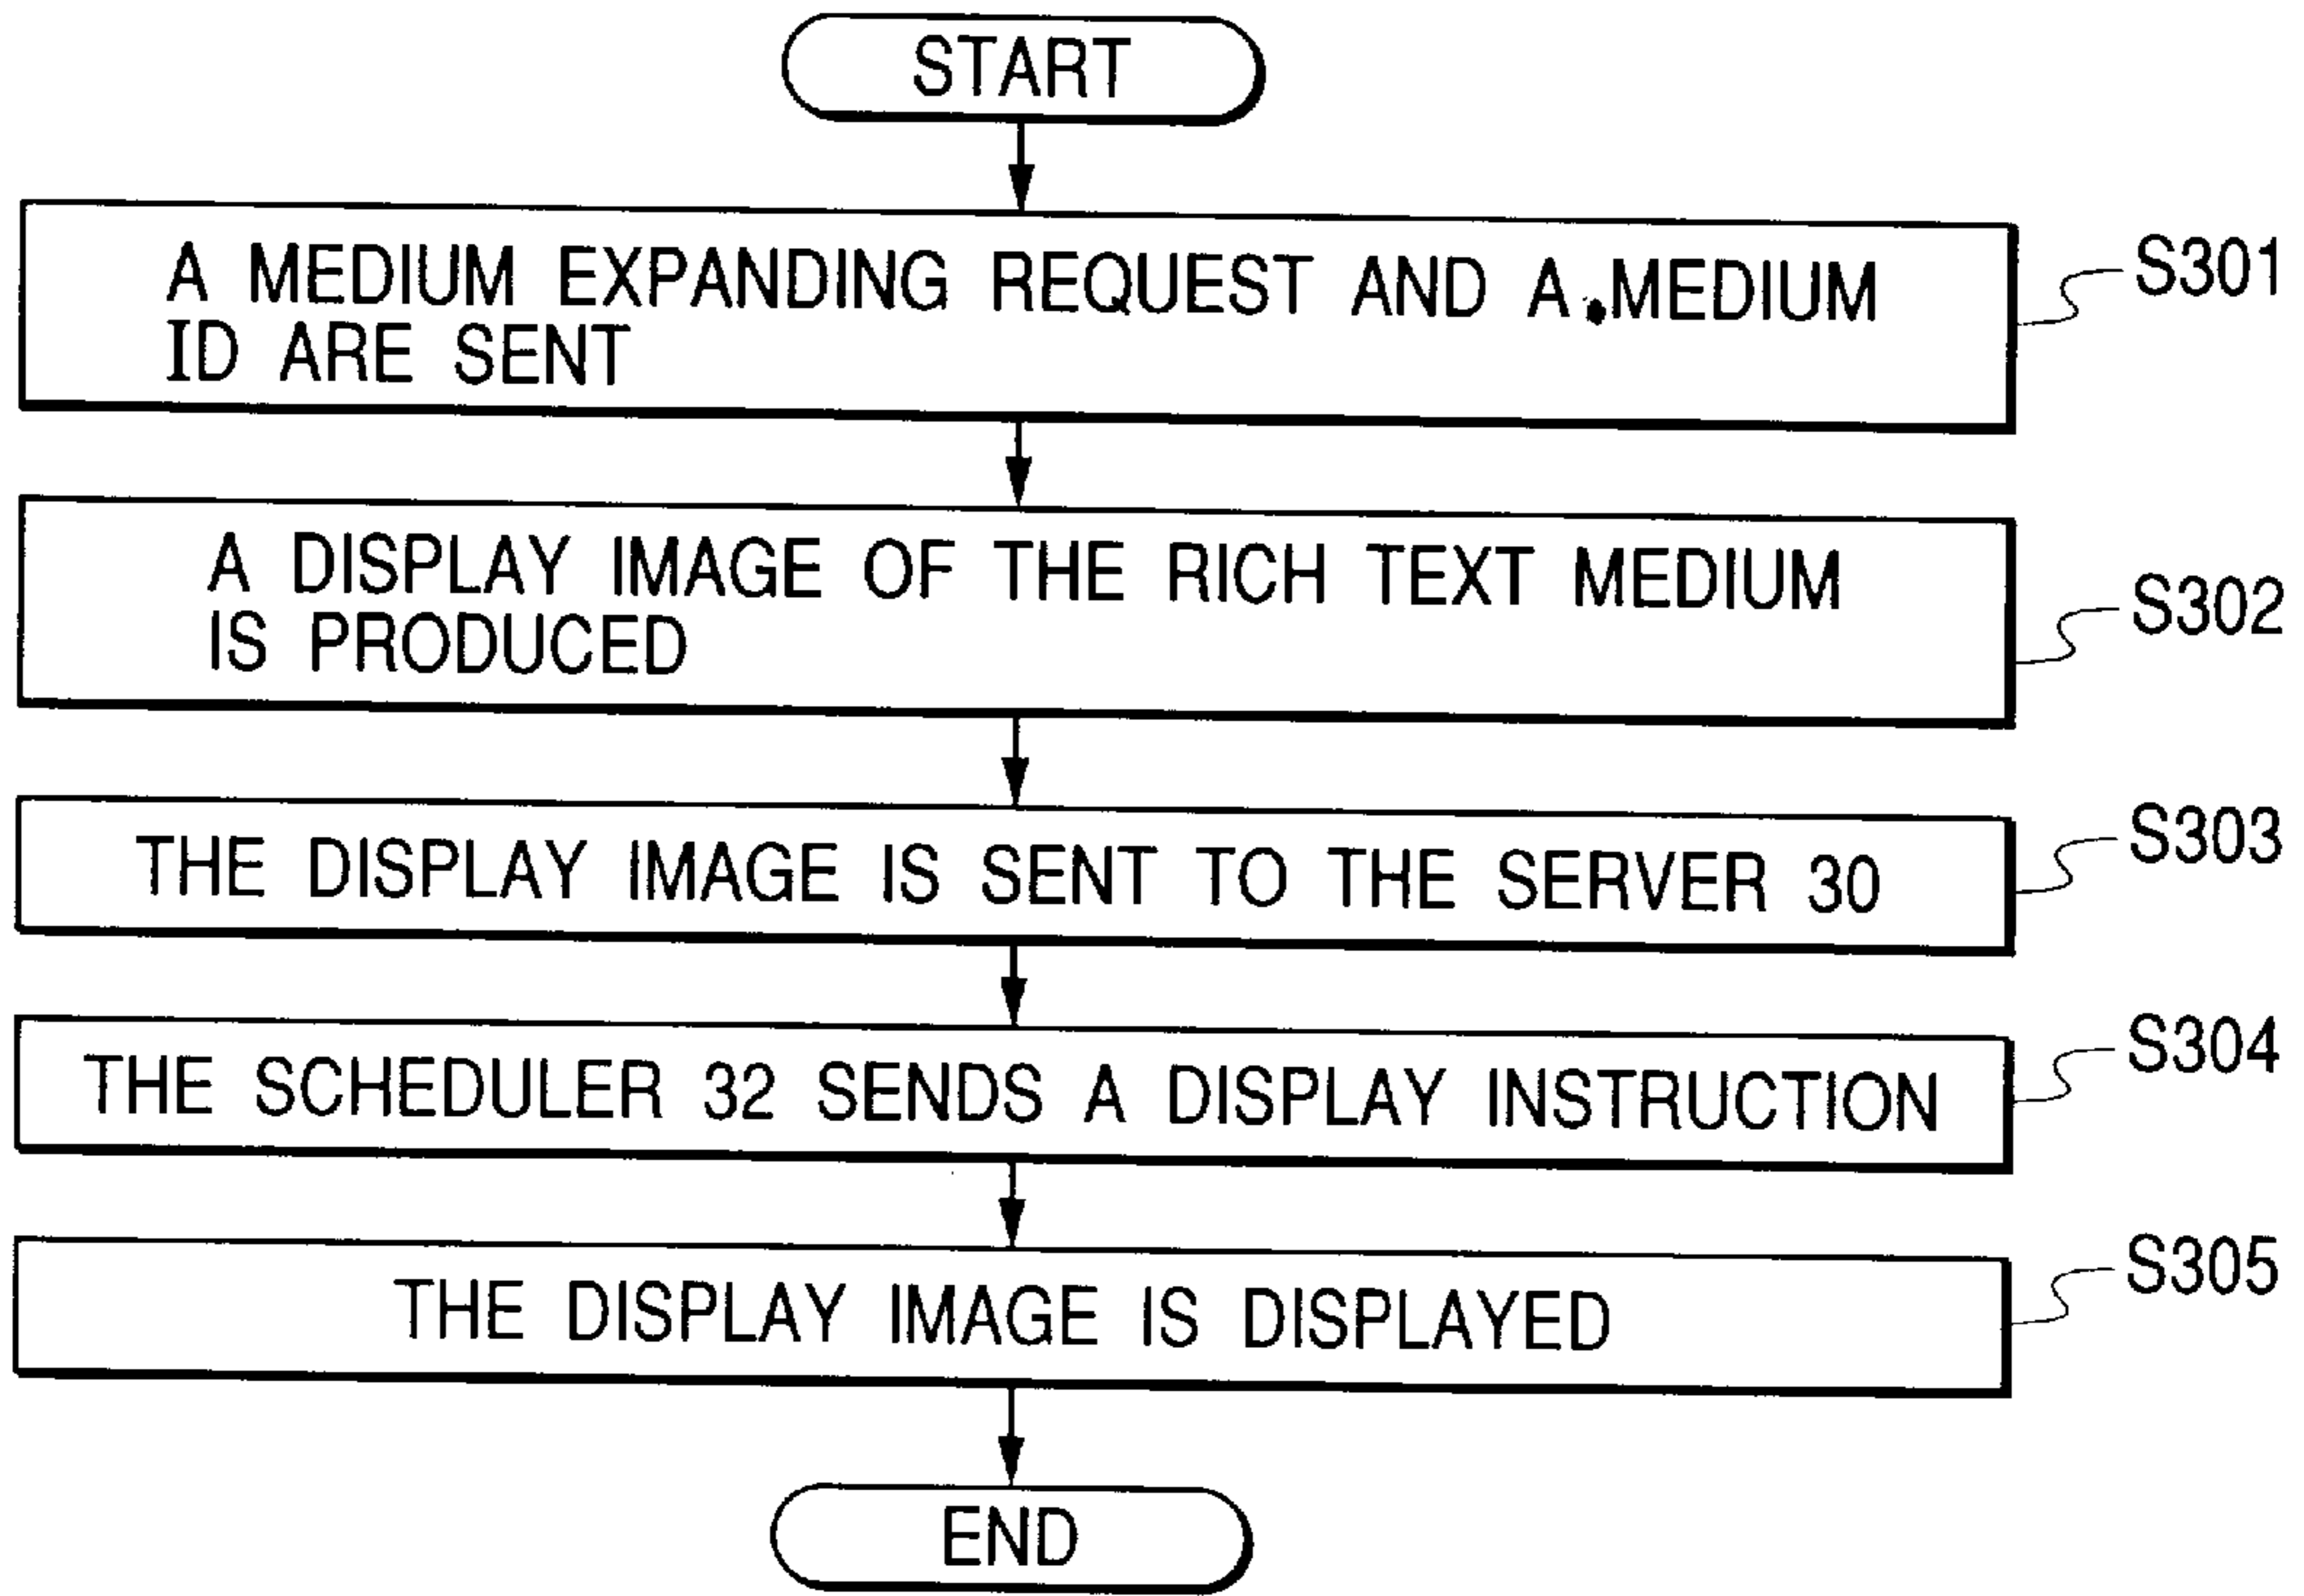 START
A MEDIUM EXPANDING REQUEST AND A MEDIUM
ID ARE SENT
S301
A DISPLAY IMAGE OF THE RICH TEXT MEDIUM
IS PRODUCED
S302
THE DISPLAY IMAGE IS SENT TO THE SERVER 30
S303
THE SCHEDULER 32 SENDS A DISPLAY INSTRUCTION
S304
THE DISPLAY IMAGE IS DISPLAYED
S305
END